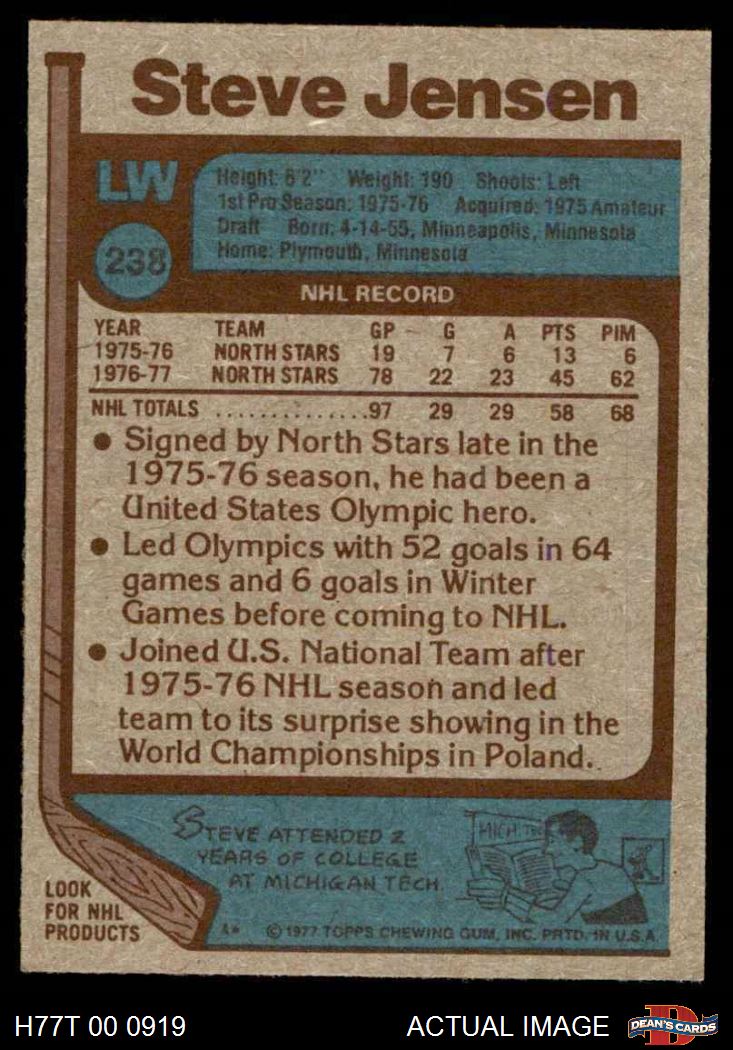 Steve Jensen
LW
Height: 6'2" Weight: 190 Shoots: Left
1st Pro Season: 1975-76 Acquired: 1975 Amateur
Draft Born: 4-14-55, Minneapolis, Minnesota
Home: Plymouth, Minnesota
238
NHL RECORD
YEAR TEAM GP G A PTS PIM
1975-76 NORTH STARS 19 7 6 13 6
1976-77 NORTH STARS 78 22 23 45 62
NHL TOTALS ..............97 29 29 58 68
● Signed by North Stars late in the
1975-76 season, he had been a
United States Olympic hero.
● Led Olympics with 52 goals in 64
games and 6 goals in Winter
Games before coming to NHL.
● Joined U.S. National Team after
1975-76 NHL season and led
team to its surprise showing in the
World Championships in Poland.
STEVE ATTENDED 2
YEARS OF COLLEGE
AT MICHIGAN TECH.
MICH. TECH
LOOK
FOR NHL
PRODUCTS
A* © 1977 TOPPS CHEWING GUM, INC. PRTD. IN U.S.A.
H77T 00 0919 ACTUAL IMAGE DEAN'S CARDS